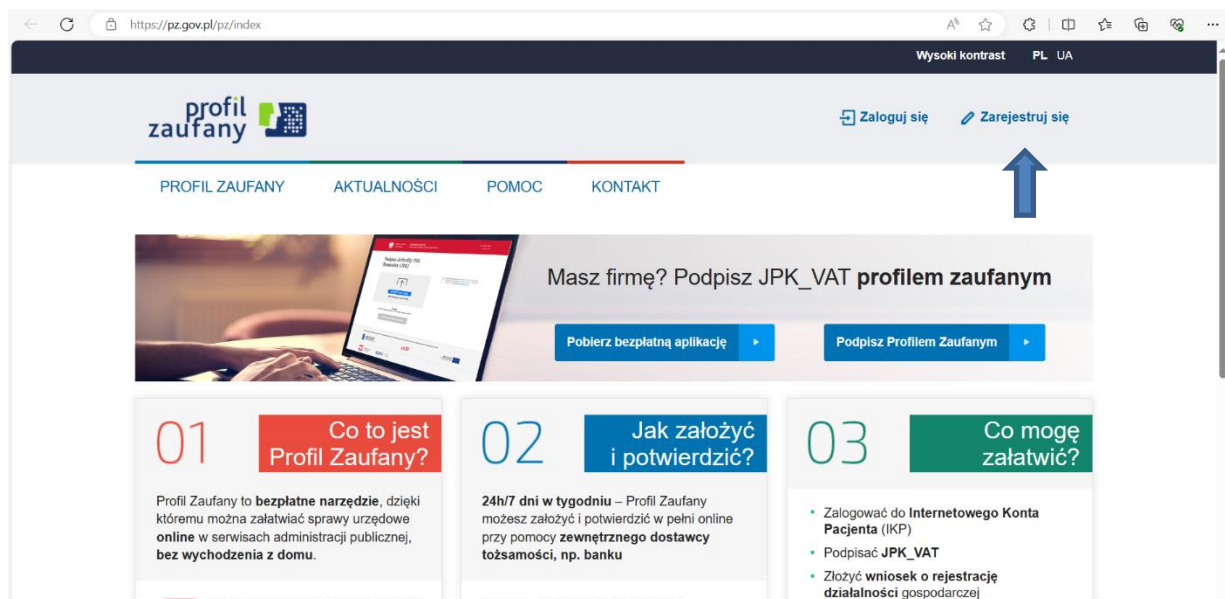 https://pz.gov.pl/pz/index
Wysoki kontrast PL UA
profil
zaufany
Zaloguj się
Zarejestruj się
PROFIL ZAUFANY
AKTUALNOŚCI
POMOC
KONTAKT
Masz firmę? Podpisz JPK_VAT profilem zaufanym
Pobierz bezpłatną aplikację
Podpisz Profilem Zaufanym
01
Co to jest
Profil Zaufany?
Profil Zaufany to bezpłatne narzędzie, dzięki
któremu można załatwiać sprawy urzędowe
online w serwisach administracji publicznej,
bez wychodzenia z domu.
02
Jak założyć
i potwierdzić?
24h/7 dni w tygodniu – Profil Zaufany
możesz założyć i potwierdzić w pełni online
przy pomocy zewnętrznego dostawcy
tożsamości, np. banku
03
Co mogę
załatwić?
Zalogować do Internetowego Konta
Pacjenta (IKP)
Podpisać JPK_VAT
Złożyć wniosek o rejestrację
działalności gospodarczej